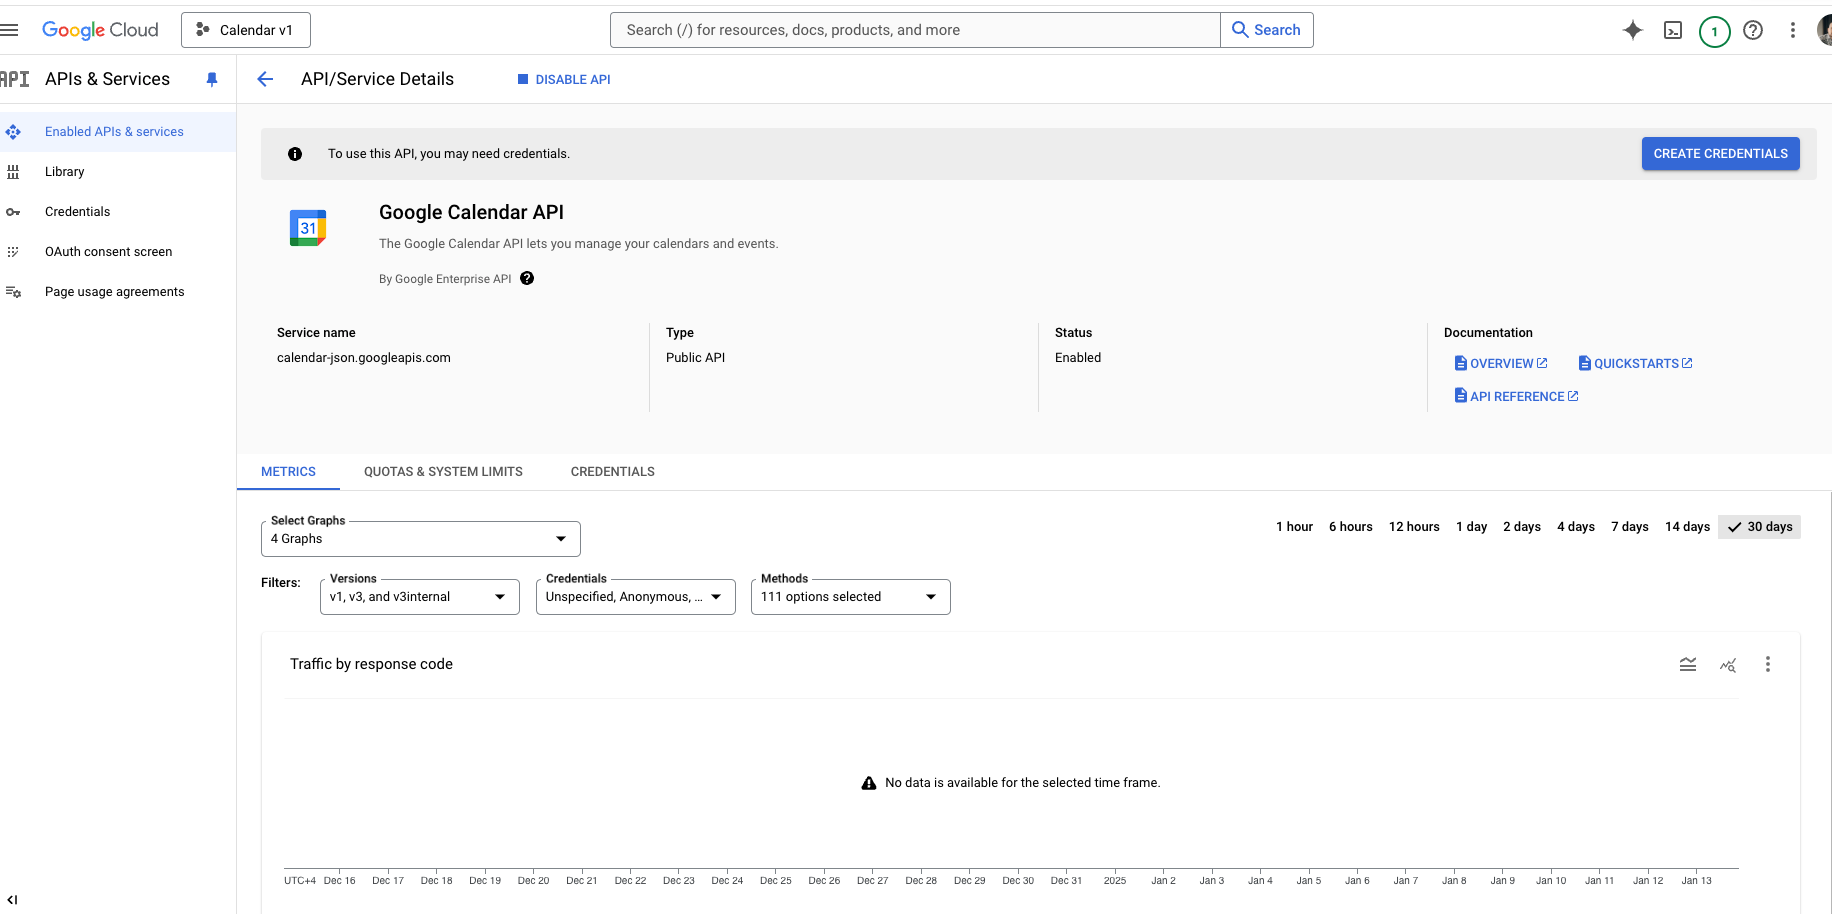 Google Cloud
Calendar v1
Search (/) for resources, docs, products, and more
Search
1
API
APIs & Services
API/Service Details
DISABLE API
Enabled APIs & services
Library
Credentials
OAuth consent screen
Page usage agreements
To use this API, you may need credentials.
CREATE CREDENTIALS
31
Google Calendar API
The Google Calendar API lets you manage your calendars and events.
By Google Enterprise API
Service name
calendar-json.googleapis.com
Type
Public API
Status
Enabled
Documentation
OVERVIEW
QUICKSTARTS
API REFERENCE
METRICS
QUOTAS & SYSTEM LIMITS
CREDENTIALS
Select Graphs
4 Graphs
1 hour 6 hours 12 hours 1 day 2 days 4 days 7 days 14 days 30 days
Filters:
Versions
v1, v3, and v3internal
Credentials
Unspecified, Anonymous, ...
Methods
111 options selected
Traffic by response code
No data is available for the selected time frame.
UTC+4 Dec 16 Dec 17 Dec 18 Dec 19 Dec 20 Dec 21 Dec 22 Dec 23 Dec 24 Dec 25 Dec 26 Dec 27 Dec 28 Dec 29 Dec 30 Dec 31 2025 Jan 2 Jan 3 Jan 4 Jan 5 Jan 6 Jan 7 Jan 8 Jan 9 Jan 10 Jan 11 Jan 12 Jan 13